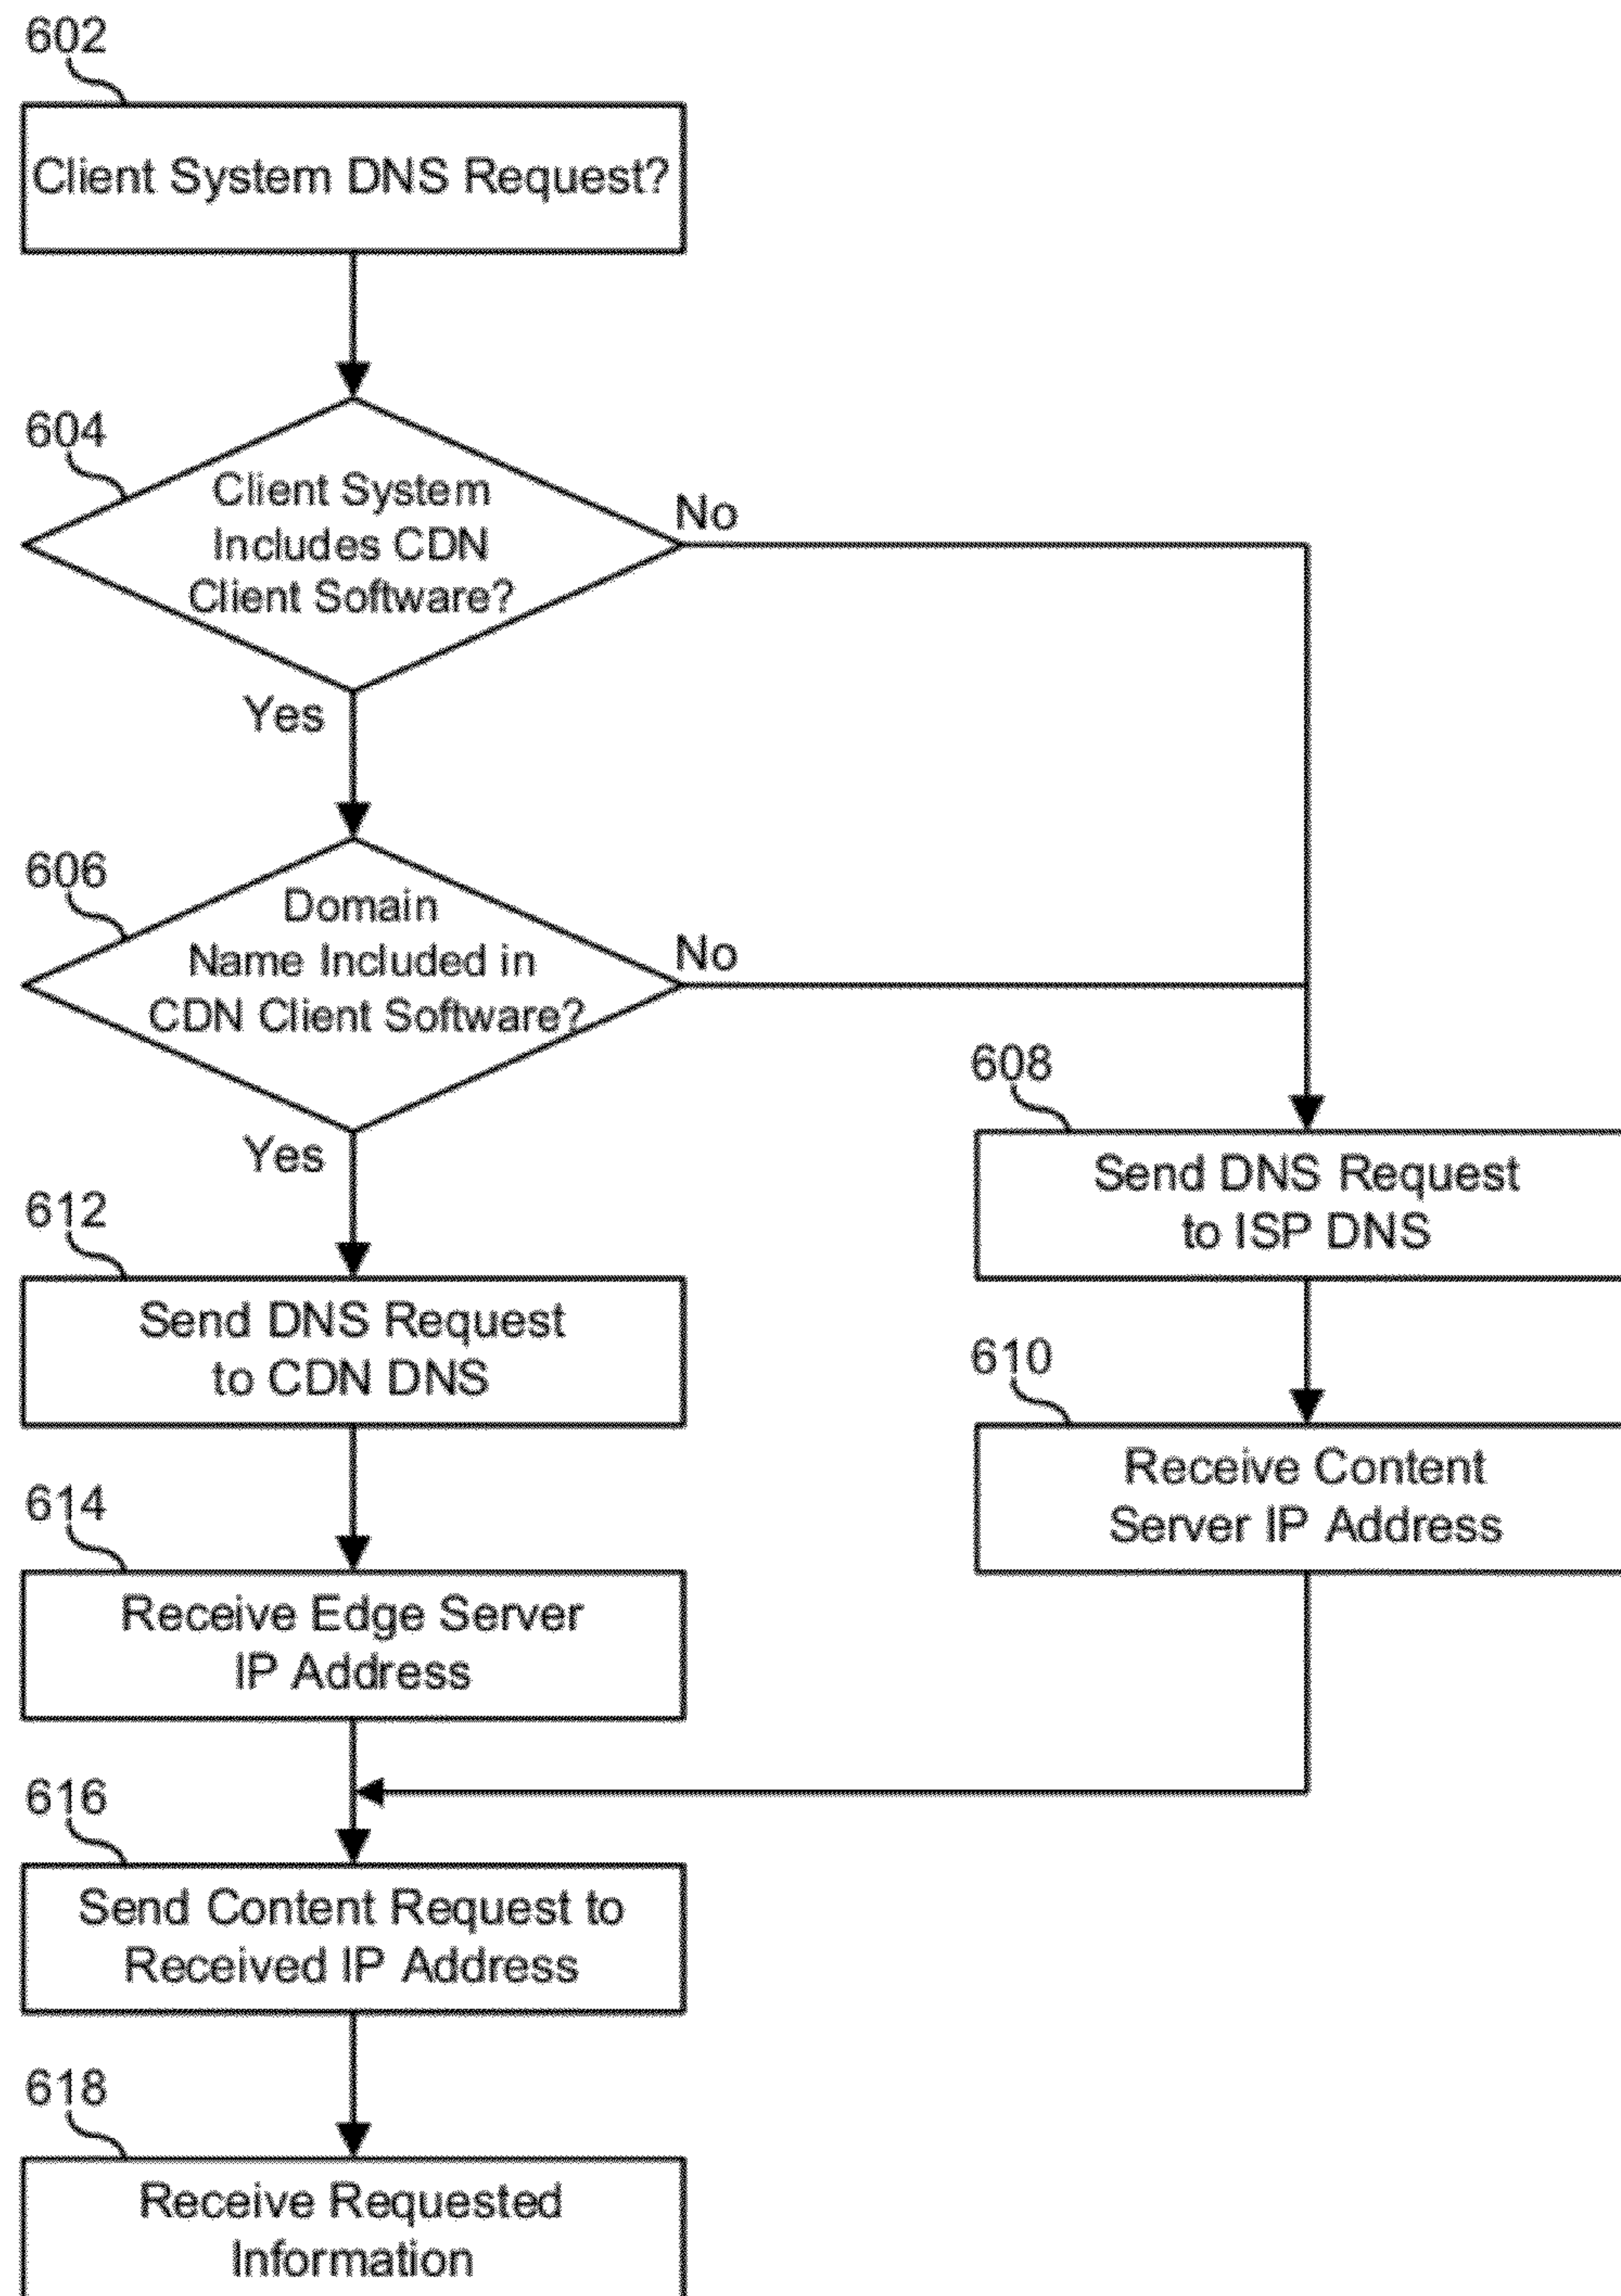 602
Client System DNS Request?
604
Client System
Includes CDN
Client Software?
No
Yes
606
Domain
Name Included in
CDN Client Software?
No
Yes
608
Send DNS Request
to ISP DNS
612
Send DNS Request
to CDN DNS
610
Receive Content
Server IP Address
614
Receive Edge Server
IP Address
616
Send Content Request to
Received IP Address
618
Receive Requested
Information